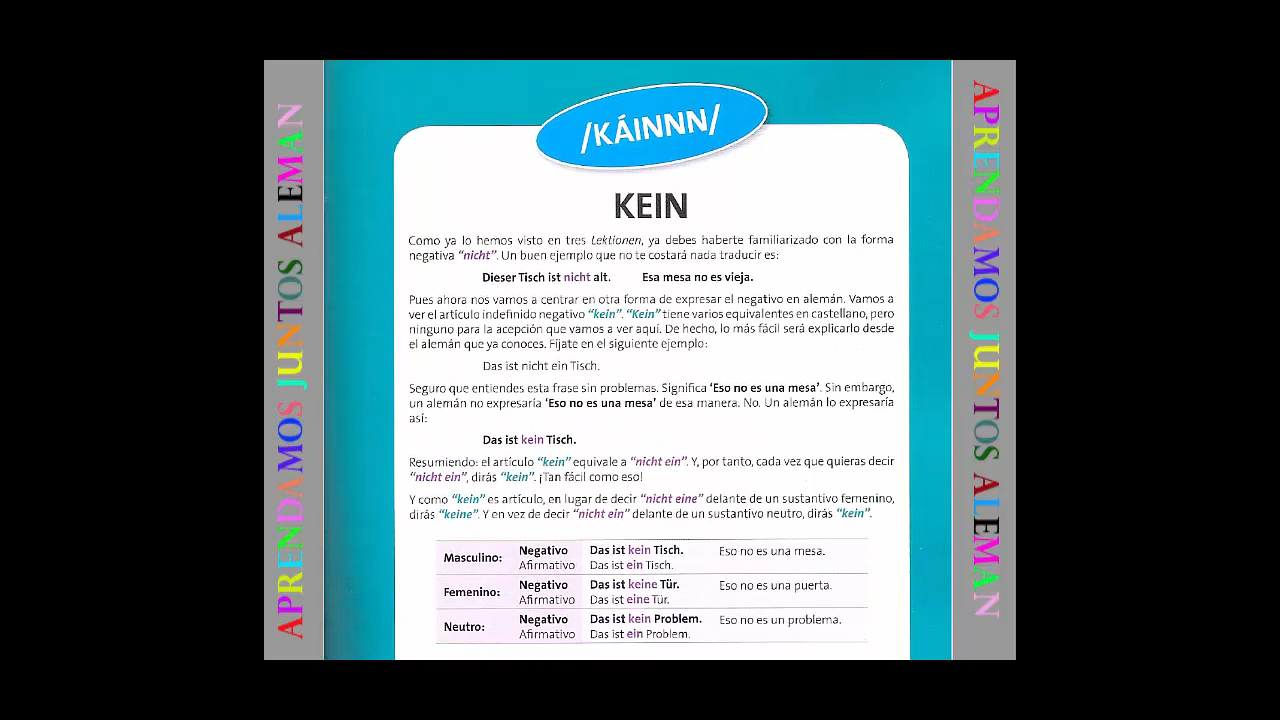 APRENDAMOS JUNTOS ALEMAN
/KÁINNN/
KEIN
Como ya lo hemos visto en tres Lektionen, ya debes haberte familiarizado con la forma
negativa “nicht”. Un buen ejemplo que no te costará nada traducir es:
Dieser Tisch ist nicht alt. Esa mesa no es vieja.
Pues ahora nos vamos a centrar en otra forma de expresar el negativo en alemán. Vamos a
ver el artículo indefinido negativo “kein”. “Kein” tiene varios equivalentes en castellano, pero
ninguno para la acepción que vamos a ver aquí. De hecho, lo más fácil será explicarlo desde
el alemán que ya conoces. Fíjate en el siguiente ejemplo:
Das ist nicht ein Tisch.
Seguro que entiendes esta frase sin problemas. Significa ‘Eso no es una mesa’. Sin embargo,
un alemán no expresaría ‘Eso no es una mesa’ de esa manera. No. Un alemán lo expresaría
así:
Das ist kein Tisch.
Resumiendo: el artículo “kein” equivale a “nicht ein”. Y, por tanto, cada vez que quieras decir
“nicht ein”, dirás “kein”. ¡Tan fácil como eso!
Y como “kein” es artículo, en lugar de decir “nicht eine” delante de un sustantivo femenino,
dirás “keine”. Y en vez de decir “nicht ein” delante de un sustantivo neutro, dirás “kein”.
Masculino: Negativo Das ist kein Tisch. Eso no es una mesa.
Afirmativo Das ist ein Tisch.
Femenino: Negativo Das ist keine Tür. Eso no es una puerta.
Afirmativo Das ist eine Tür.
Neutro: Negativo Das ist kein Problem. Eso no es un problema.
Afirmativo Das ist ein Problem.
APRENDAMOS JUNTOS ALEMAN